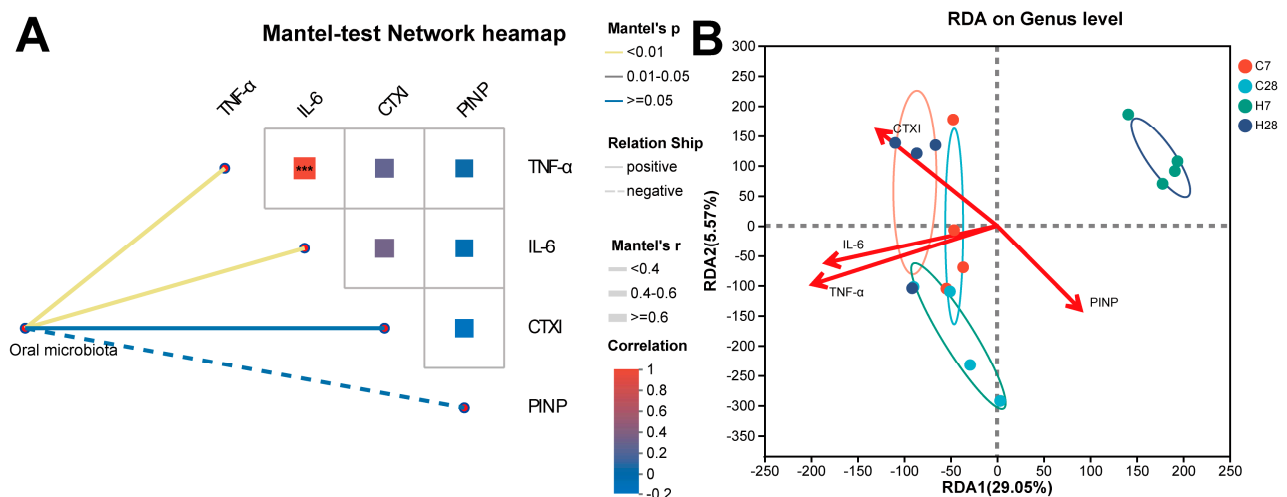 A
Mantel-test Network heamap
TNF-α
IL-6
CTXI
PINP
***
TNF-α
IL-6
CTXI
PINP
Oral microbiota
Mantel's p
<0.01
0.01-0.05
>=0.05
Relation Ship
positive
negative
Mantel's r
<0.4
0.4-0.6
>=0.6
Correlation
1
0.8
0.6
0.4
0.2
0
-0.2
B
RDA on Genus level
RDA2(5.57%)
300
250
200
150
100
50
0
-50
-100
-150
-200
-250
-300
-350
CTXI
IL-6
TNF-α
PINP
-250
-200
-150
-100
-50
0
50
100
150
200
250
RDA1(29.05%)
C7
C28
H7
H28